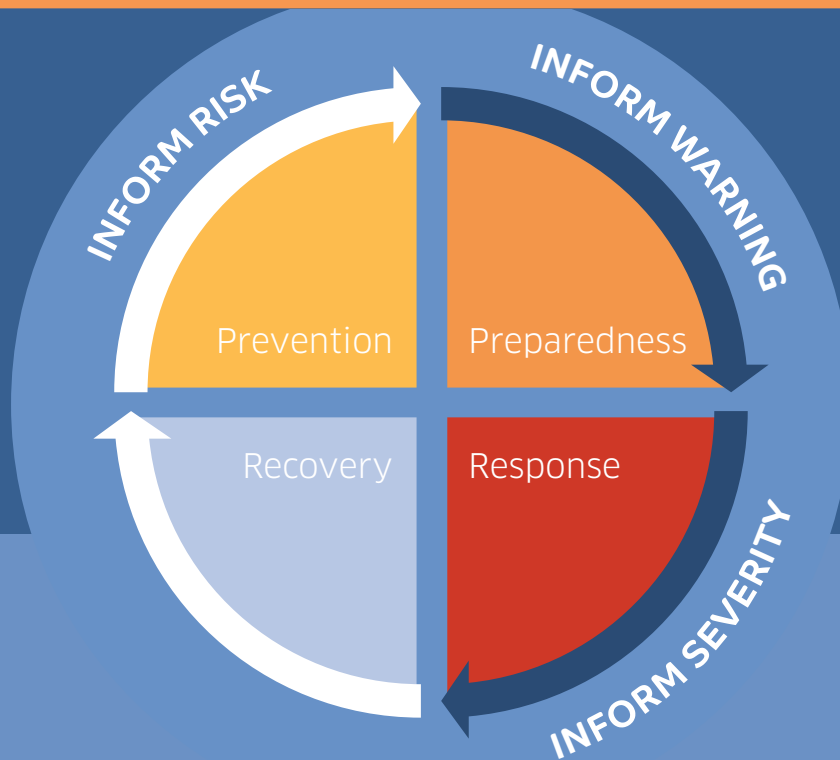 INFORM RISK
INFORM WARNING
Prevention
Preparedness
Recovery
Response
INFORM SEVERITY